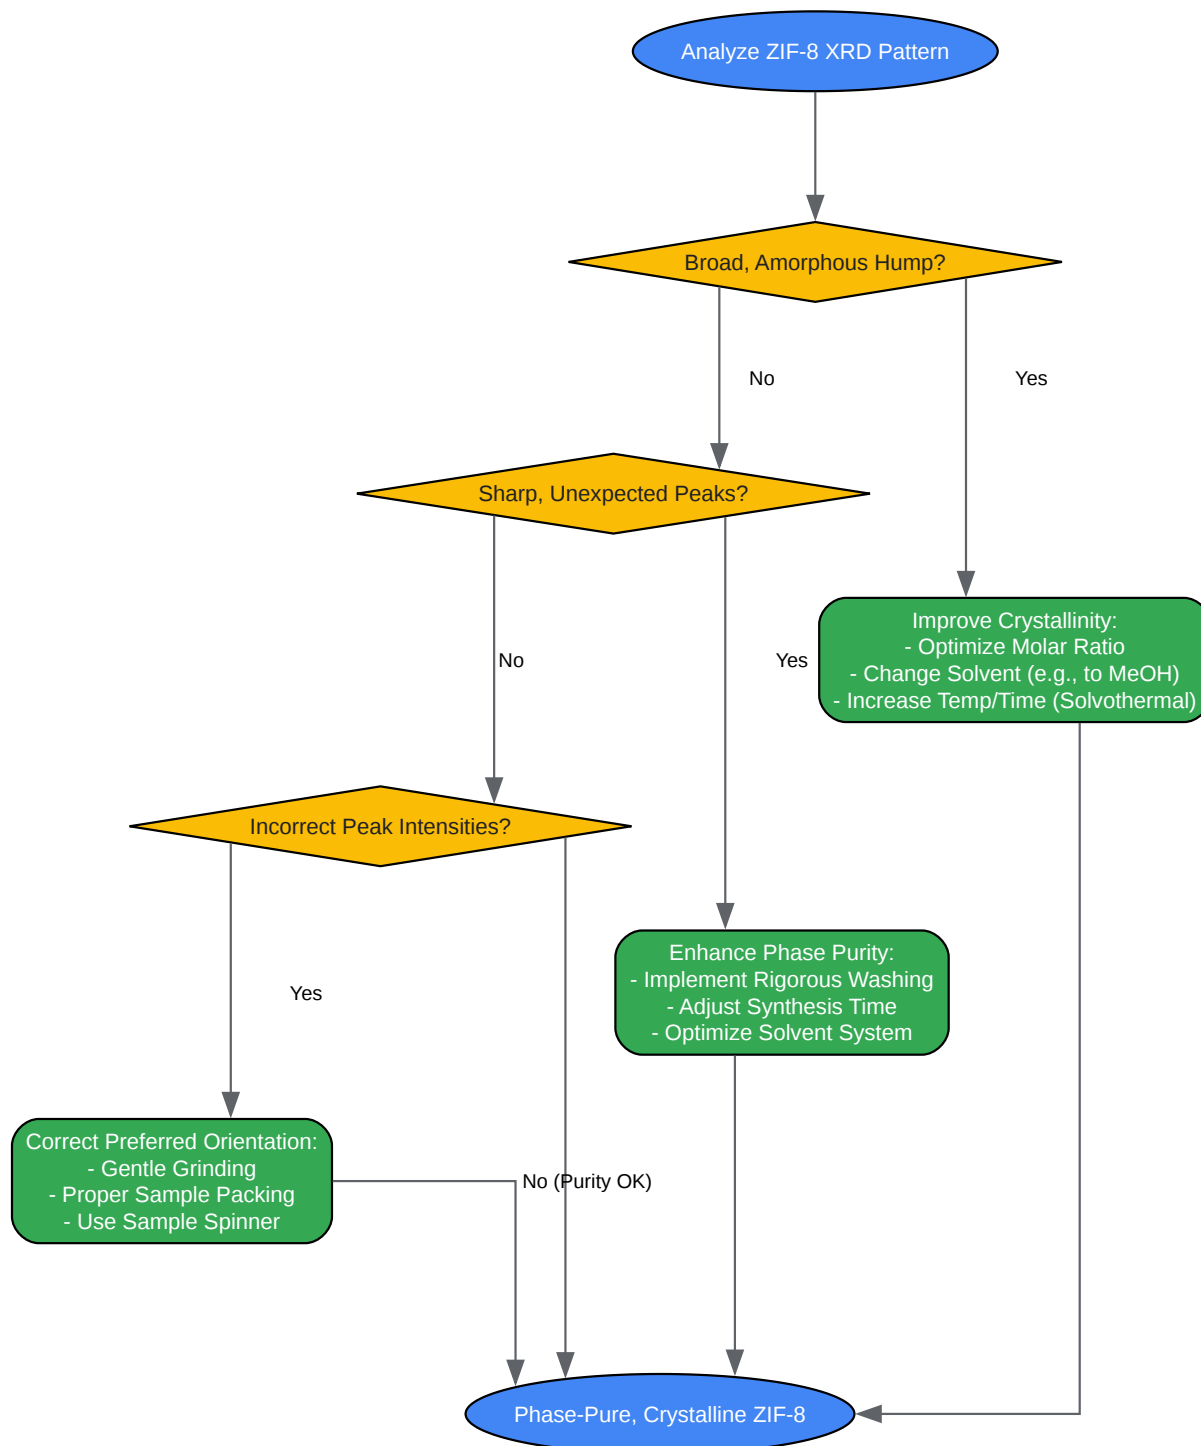 Analyze ZIF-8 XRD Pattern
Broad, Amorphous Hump?
No
Yes
Sharp, Unexpected Peaks?
Improve Crystallinity:
- Optimize Molar Ratio
- Change Solvent (e.g., to MeOH)
- Increase Temp/Time (Solvothermal)
No
Yes
Incorrect Peak Intensities?
Enhance Phase Purity:
- Implement Rigorous Washing
- Adjust Synthesis Time
- Optimize Solvent System
Yes
Correct Preferred Orientation:
- Gentle Grinding
- Proper Sample Packing
- Use Sample Spinner
No (Purity OK)
Phase-Pure, Crystalline ZIF-8